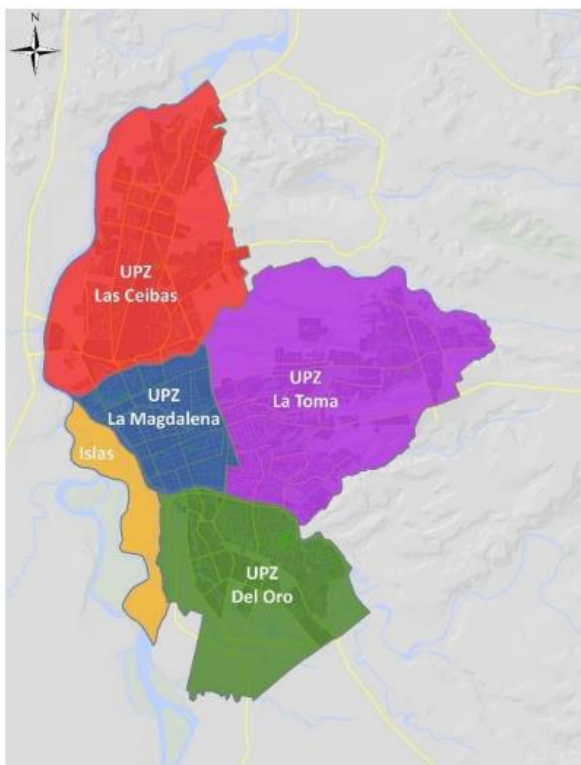 N
UPZ
Las Ceibas
UPZ
La Toma
UPZ
La Magdalena
Islas
UPZ
Del Oro